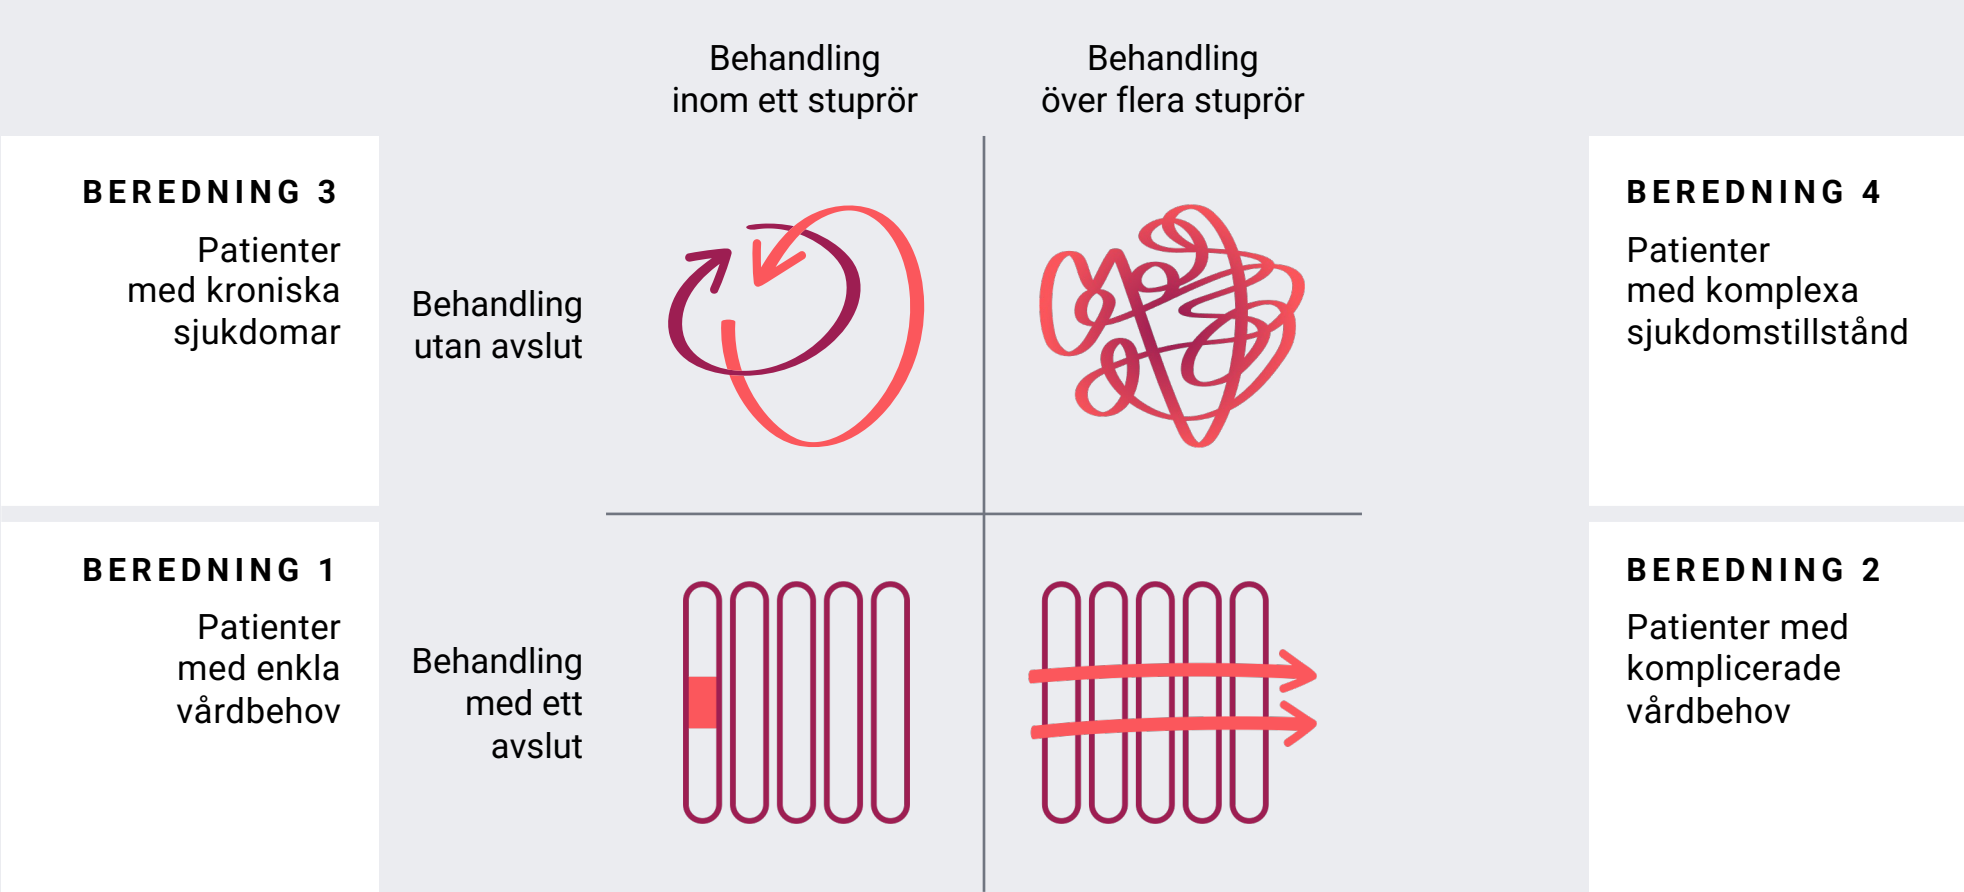 Behandling
inom ett stuprör
Behandling
över flera stuprör
BEREDNING 3
Patienter
med kroniska
sjukdomar
Behandling
utan avslut
BEREDNING 4
Patienter
med komplexa
sjukdomstillstånd
BEREDNING 1
Patienter
med enkla
vårdbehov
Behandling
med ett
avslut
BEREDNING 2
Patienter med
komplicerade
vårdbehov